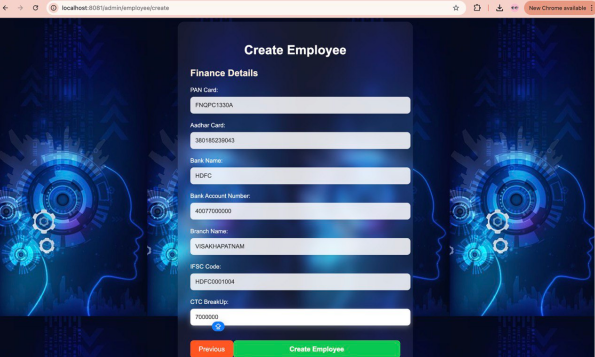 localhost:8081/admin/employee/create
New Chrome available
Create Employee
Finance Details
PAN Card:
FNQPC1330A
Aadhar Card:
380185239043
Bank Name:
HDFC
Bank Account Number:
40077000000
Branch Name:
VISAKHAPATNAM
IFSC Code:
HDFC0001004
CTC BreakUp:
7000000
Previous
Create Employee